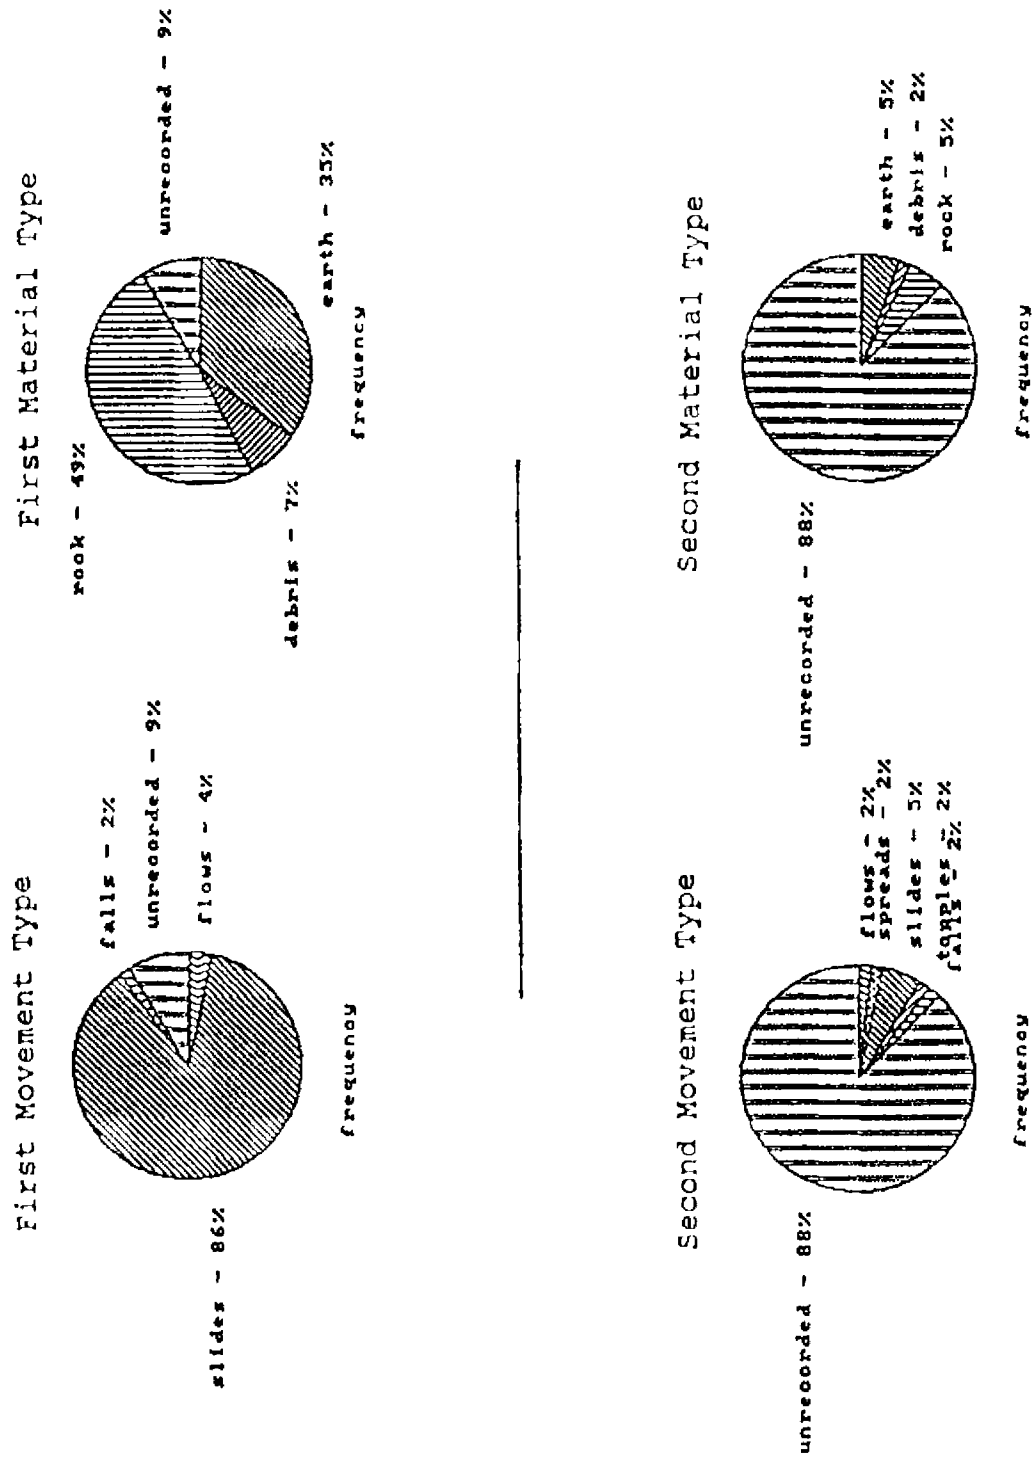 First Movement Type
falls - 2%
unrecorded - 9%
flows - 4%
slides - 86%
frequency
First Material Type
rock - 49%
unrecorded - 9%
earth - 35%
debris - 7%
frequency
Second Movement Type
unrecorded - 88%
flows - 2%
spreads - 2%
slides - 5%
topples - 2%
falls - 2%
frequency
Second Material Type
unrecorded - 88%
earth - 5%
debris - 2%
rock - 5%
frequency